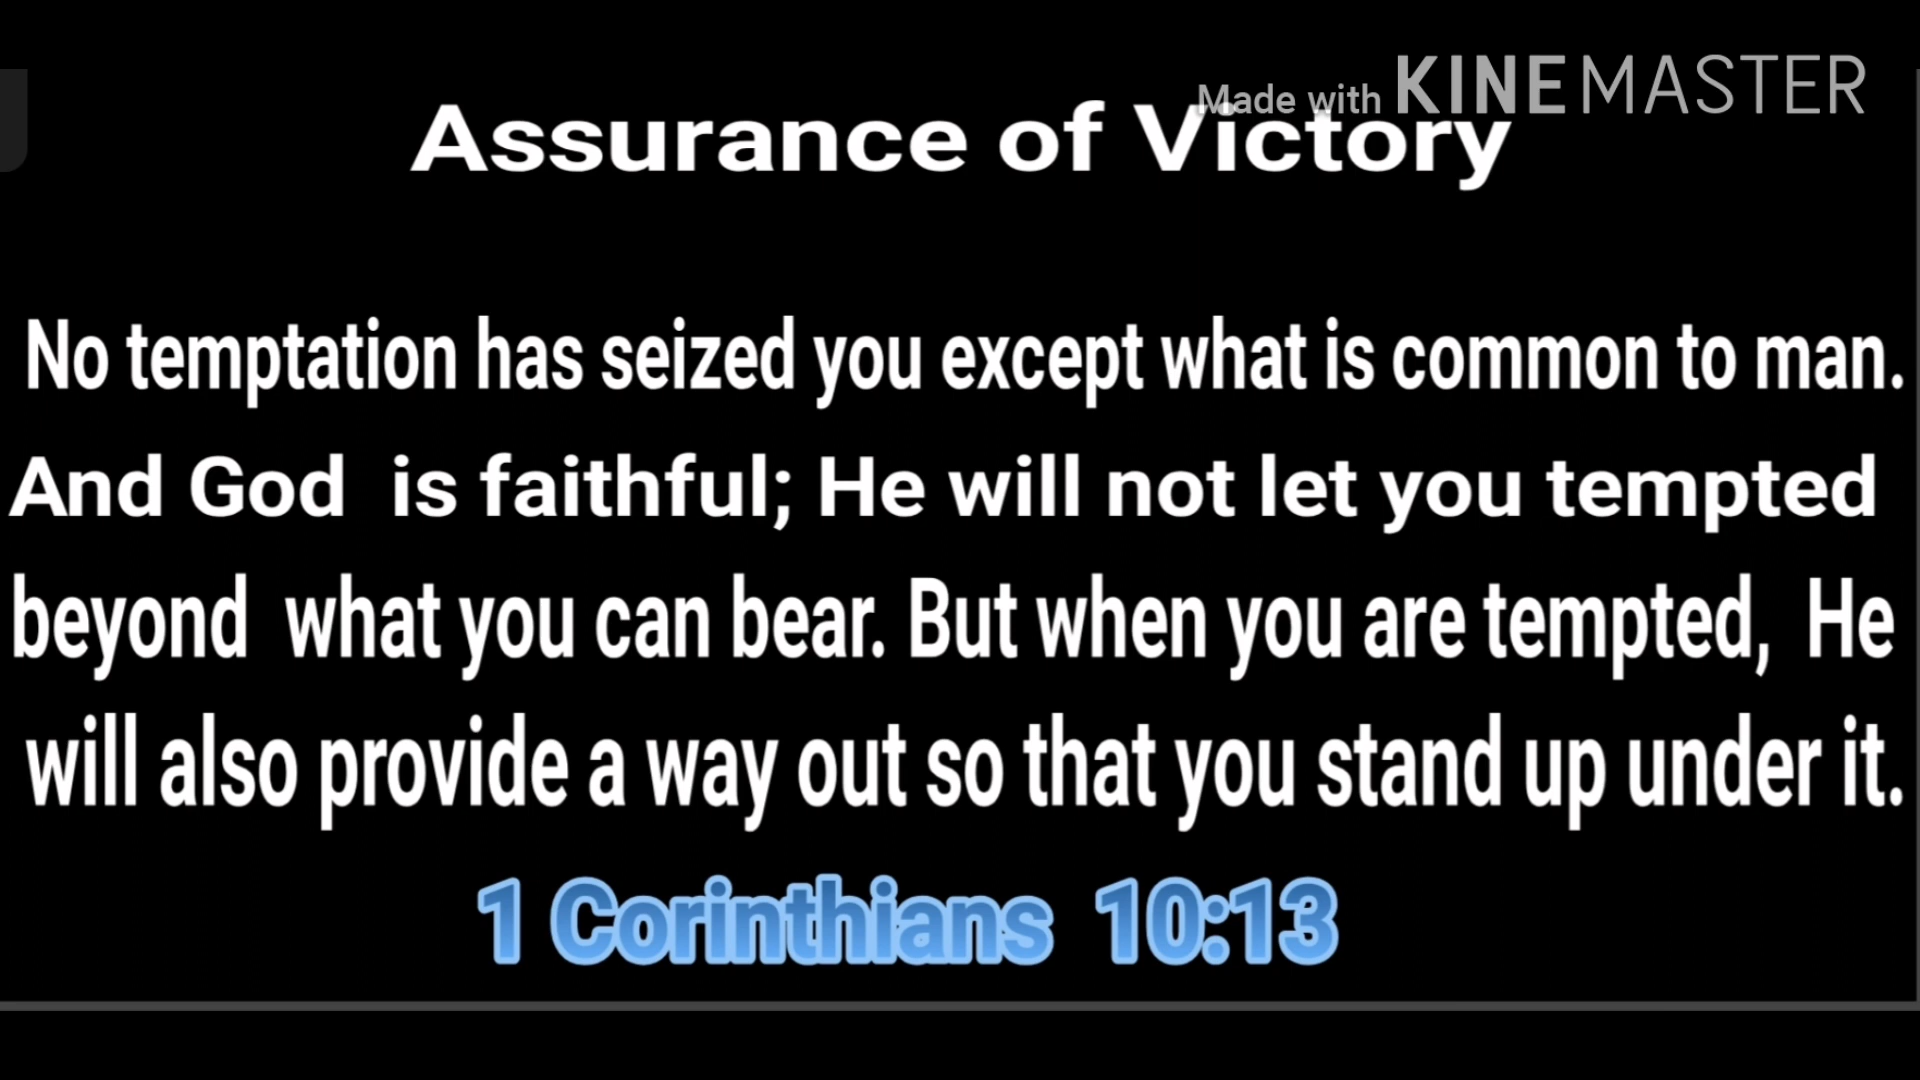 Made with KINEMASTER
Assurance of Victory
No temptation has seized you except what is common to man.
And God is faithful; He will not let you tempted
beyond what you can bear. But when you are tempted, He
will also provide a way out so that you stand up under it.
1 Corinthians 10:13